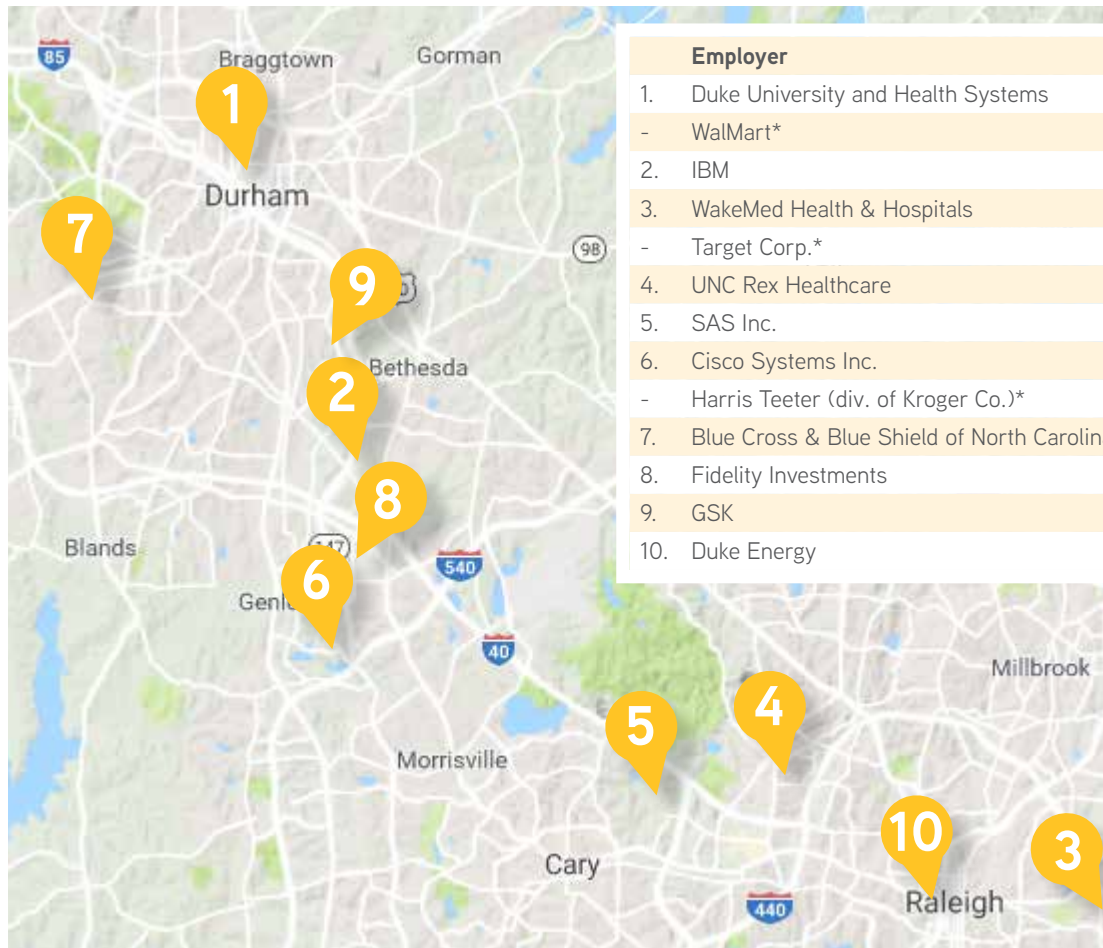 85
Braggtown
Gorman
1
Durham
7
98
9
Bethesda
2
8
Blands
540
6
40
Millbrook
5
4
Morrisville
10
3
Cary
440
Raleigh
Employer
1. Duke University and Health Systems
- WalMart*
2. IBM
3. WakeMed Health & Hospitals
- Target Corp.*
4. UNC Rex Healthcare
5. SAS Inc.
6. Cisco Systems Inc.
- Harris Teeter (div. of Kroger Co.)*
7. Blue Cross & Blue Shield of North Carolin
8. Fidelity Investments
9. GSK
10. Duke Energy